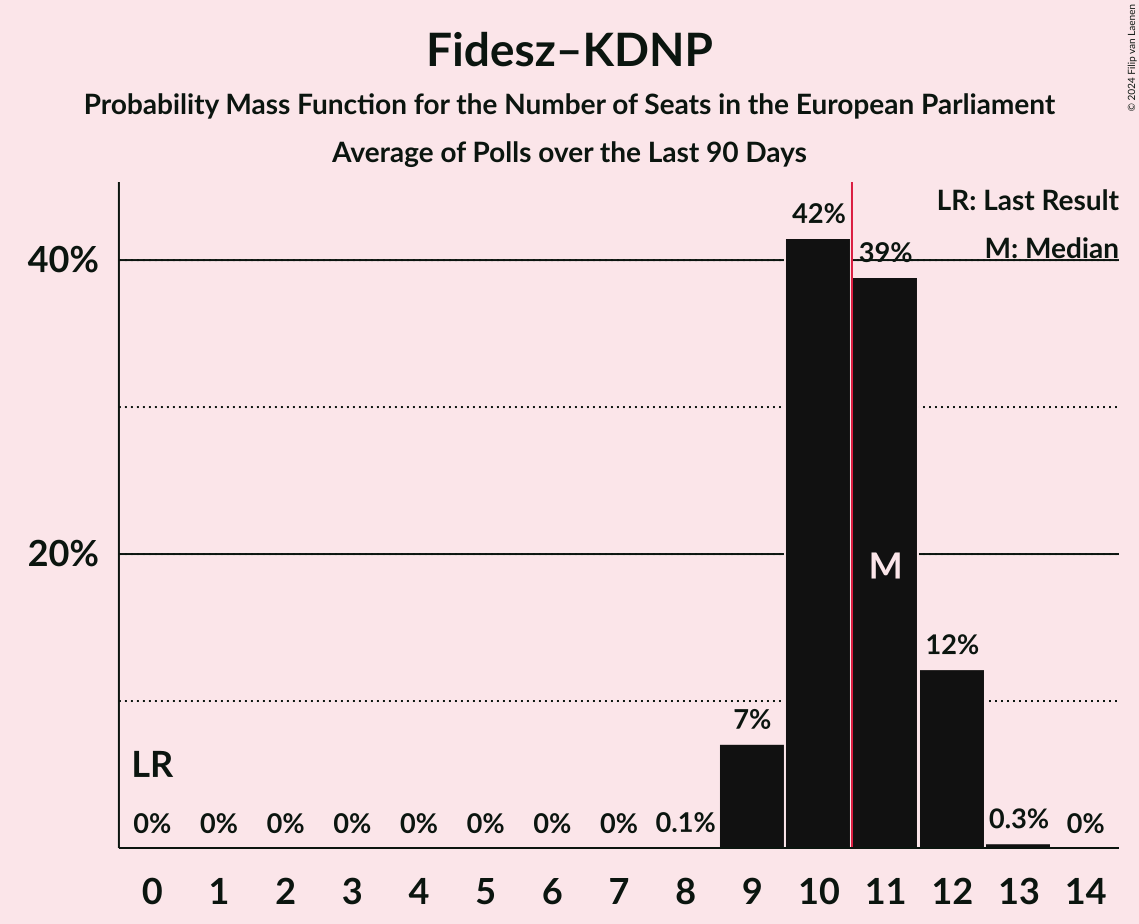 Fidesz–KDNP
Probability Mass Function for the Number of Seats in the European Parliament
Average of Polls over the Last 90 Days
© 2024 Filip van Laenen
LR: Last Result
M: Median
40%
20%
42%
39%
M
12%
7%
LR
0% 0% 0% 0% 0% 0% 0% 0% 0.1% 0.3% 0%
0 1 2 3 4 5 6 7 8 9 10 11 12 13 14